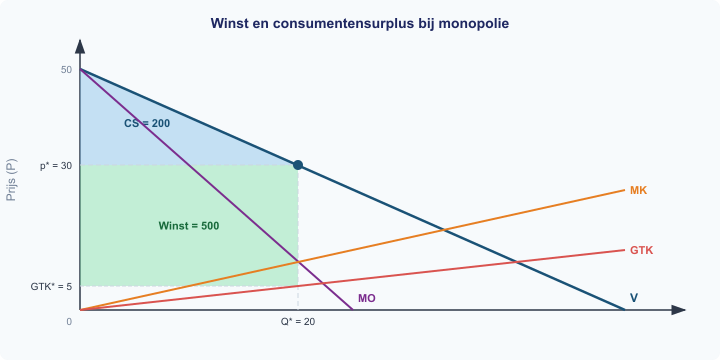 Winst en consumentensurplus bij monopolie
50
CS = 200
Prijs (P)
p* = 30
MK
Winst = 500
GTK
GTK* = 5
MO
V
0
Q* = 20